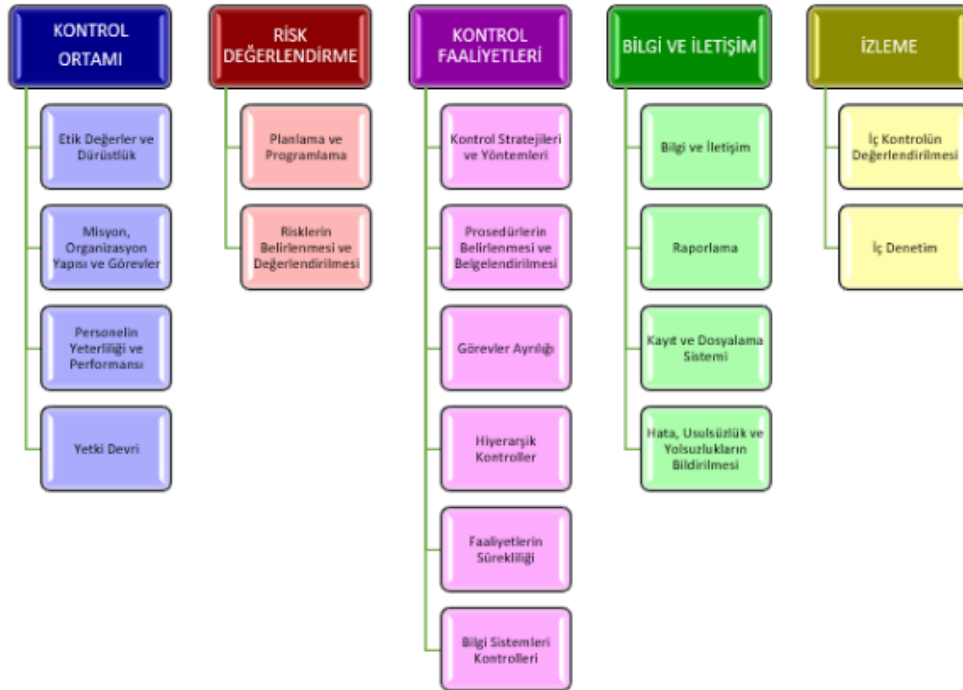 KONTROL
ORTAMI
Etik Değerler ve
Dürüstlük
Misyon,
Organizasyon
Yapısı ve Görevler
Personelin
Yeterliliği ve
Performansı
Yetki Devri
RİSK
DEĞERLENDİRME
Planlama ve
Programlama
Risklerin
Belirlenmesi ve
Değerlendirilmesi
KONTROL
FAALİYETLERİ
Kontrol Stratejileri
ve Yöntemleri
Prosedürlerin
Belirlenmesi ve
Belgelendirilmesi
Görevler Ayrılığı
Hiyerarşik
Kontroller
Faaliyetlerin
Sürekliliği
Bilgi Sistemleri
Kontrolleri
BİLGİ VE İLETİŞİM
Bilgi ve İletişim
Raporlama
Kayıt ve Dosyalama
Sistemi
Hata, Usulsüzlük ve
Yolsuzlukların
Bildirilmesi
İZLEME
İç Kontrolün
Değerlendirilmesi
İç Denetim